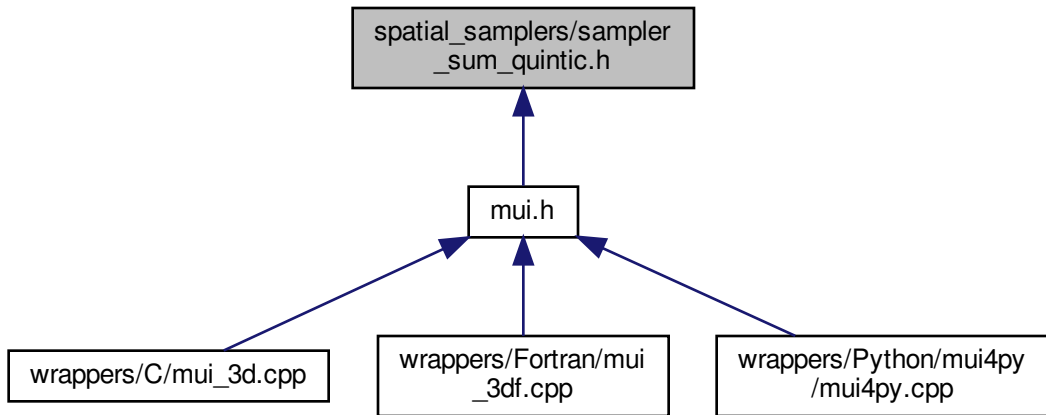 spatial_samplers/sampler
_sum_quintic.h
mui.h
wrappers/C/mui_3d.cpp
wrappers/Fortran/mui
_3df.cpp
wrappers/Python/mui4py
/mui4py.cpp